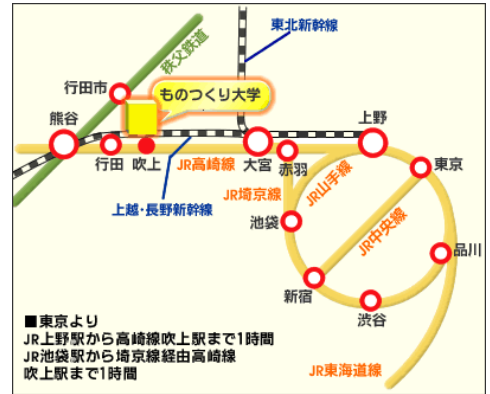 東北新幹線
秩父鉄道
行田市
ものつくり大学
熊谷
上野
行田
吹上
JR高崎線
大宮
赤羽
JR山手線
東京
JR埼京線
上越・長野新幹線
池袋
JR中央線
品川
新宿
渋谷
■東京より
JR上野駅から高崎線吹上駅まで1時間
JR池袋駅から埼京線経由高崎線
吹上駅まで1時間
JR東海道線